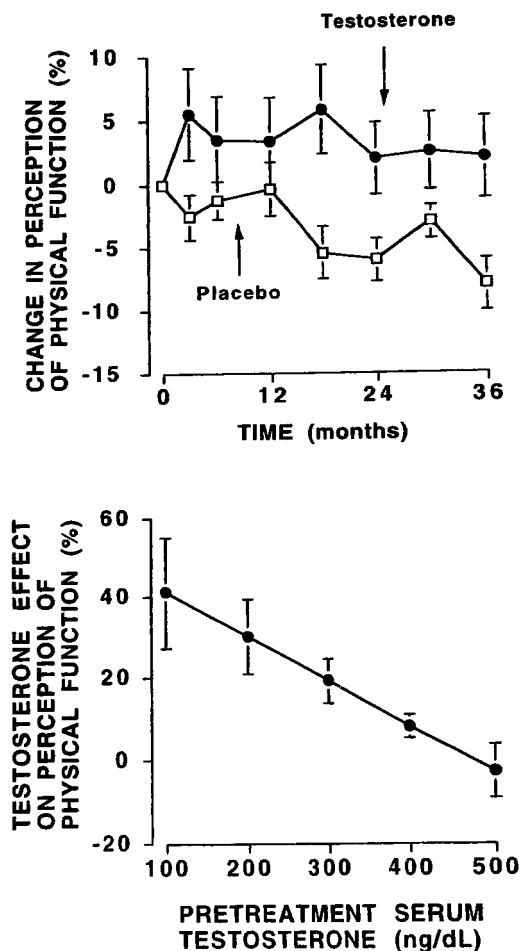 Testosterone
10
5
0
-5
-10
-15
CHANGE IN PERCEPTION
OF PHYSICAL FUNCTION (%)
Placebo
0
12
24
36
TIME (months)
60
40
20
0
-20
TESTOSTERONE EFFECT
ON PERCEPTION OF
PHYSICAL FUNCTION (%)
100
200
300
400
500
PRETREATMENT SERUM
TESTOSTERONE (ng/dL)